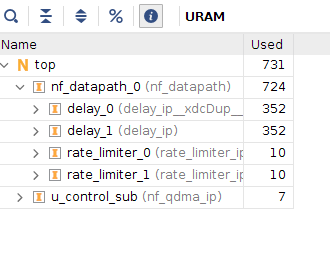 URAM
Name Used
top 731
nf_datapath_0 (nf_datapath) 724
delay_0 (delay_ip__xdcDup__ 352
delay_1 (delay_ip) 352
rate_limiter_0 (rate_limiter_ip 10
rate_limiter_1 (rate_limiter_ip 10
u_control_sub (nf_qdma_ip) 7